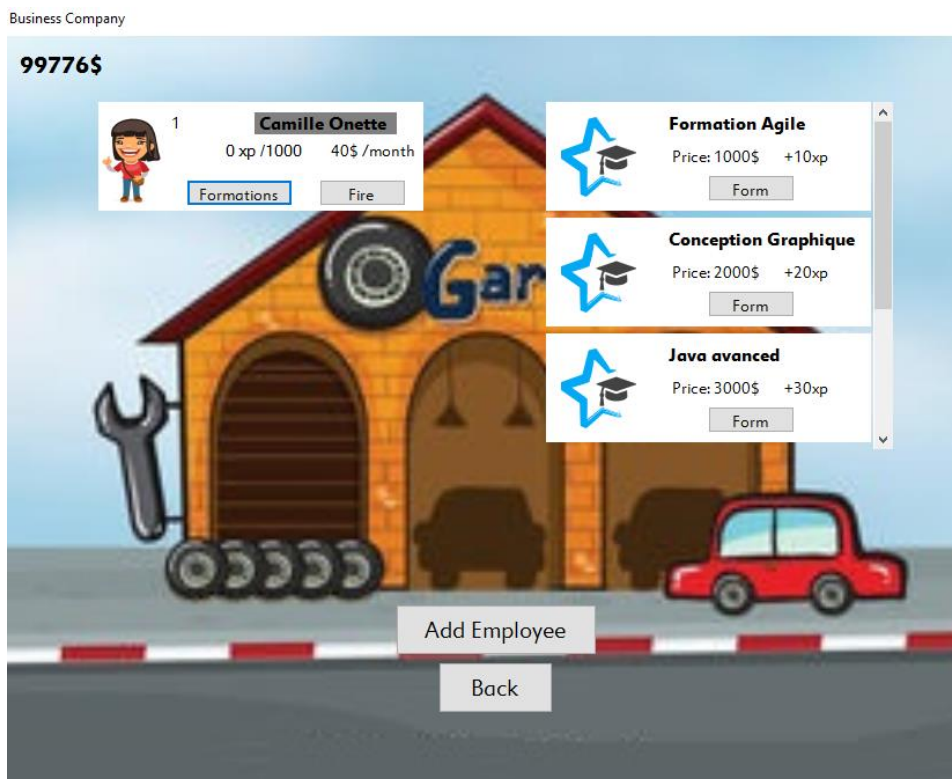 Business Company
99776$
1
Camille Onette
0 xp /1000 40$ /month
Formations Fire
Formation Agile
Price: 1000$ +10xp
Form
Conception Graphique
Price: 2000$ +20xp
Form
Java avanced
Price: 3000$ +30xp
Form
Gar
Add Employee
Back